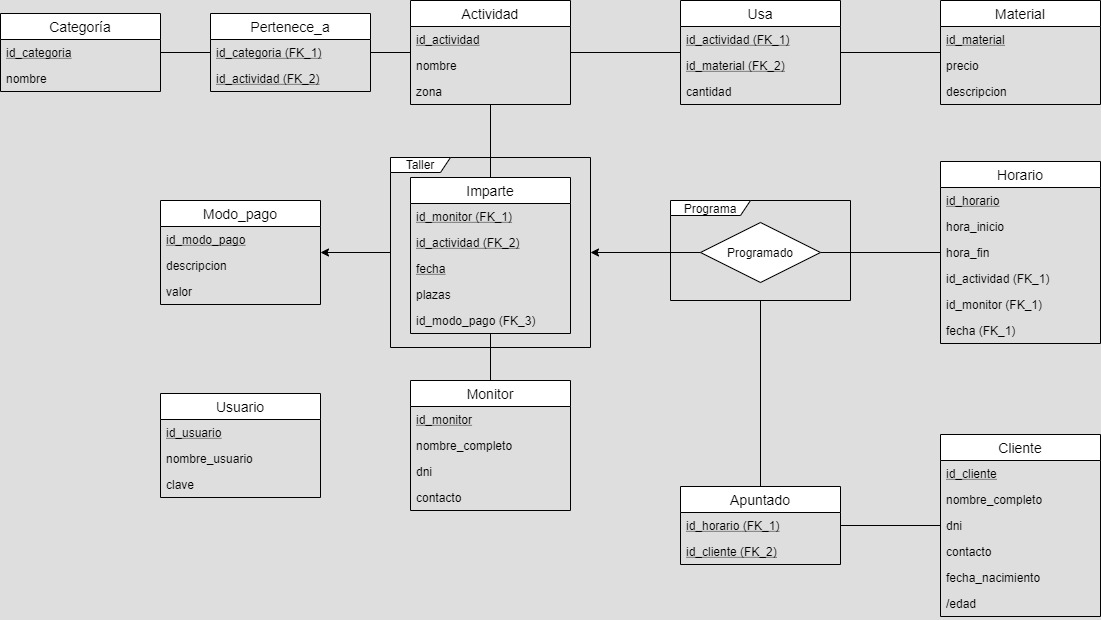 Categoría
id_categoria
nombre
Pertenece_a
id_categoria (FK_1)
id_actividad (FK_2)
Actividad
id_actividad
nombre
zona
Usa
id_actividad (FK_1)
id_material (FK_2)
cantidad
Material
id_material
precio
descripcion
Modo_pago
id_modo_pago
descripcion
valor
Taller
Imparte
id_monitor (FK_1)
id_actividad (FK_2)
fecha
plazas
id_modo_pago (FK_3)
Programa
Programado
Horario
id_horario
hora_inicio
hora_fin
id_actividad (FK_1)
id_monitor (FK_1)
fecha (FK_1)
Usuario
id_usuario
nombre_usuario
clave
Monitor
id_monitor
nombre_completo
dni
contacto
Apuntado
id_horario (FK_1)
id_cliente (FK_2)
Cliente
id_cliente
nombre_completo
dni
contacto
fecha_nacimiento
/edad